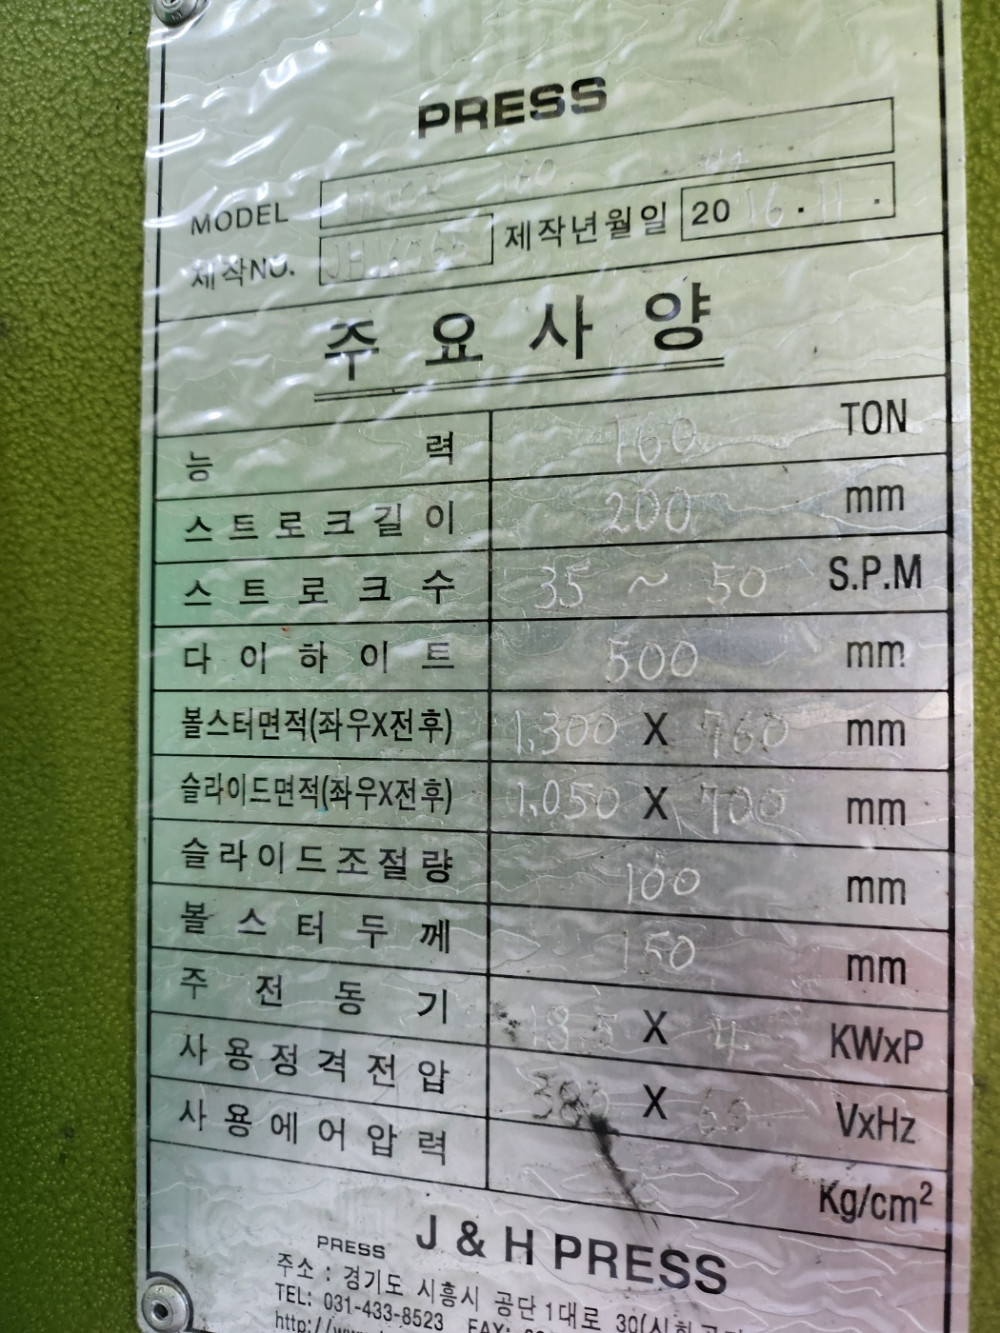 PRESS
MODEL 160
제작NO. 제작년월일 20 16 . 11 .
주요사양
능력 160 TON
스트로크길이 200 mm
스트로크수 35 ~ 50 S.P.M
다이하이트 500 mm
볼스터면적(좌우X전후) 1,300 X 760 mm
슬라이드면적(좌우X전후) 1,050 X 700 mm
슬라이드조절량 100 mm
볼스터두께 150 mm
주전동기 18.5 X 4 KWxP
사용정격전압 X VxHz
사용에어압력 Kg/cm²
PRESS J & H PRESS
주소 : 경기도 시흥시 공단1대로
TEL: 031-433-8523 FAX: